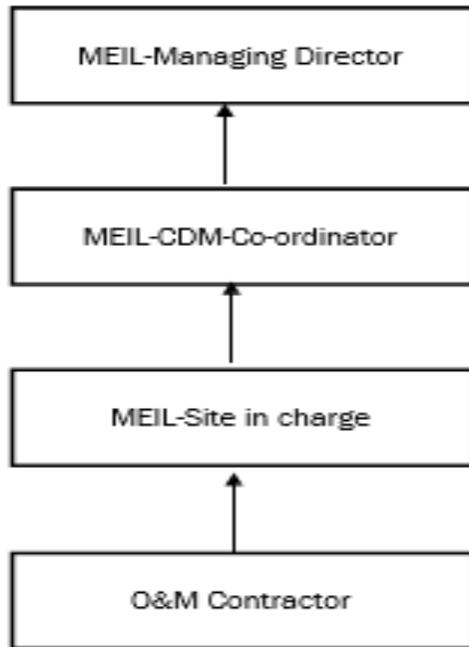 MEIL-Managing Director
MEIL-CDM-Co-ordinator
MEIL-Site in charge
O&M Contractor